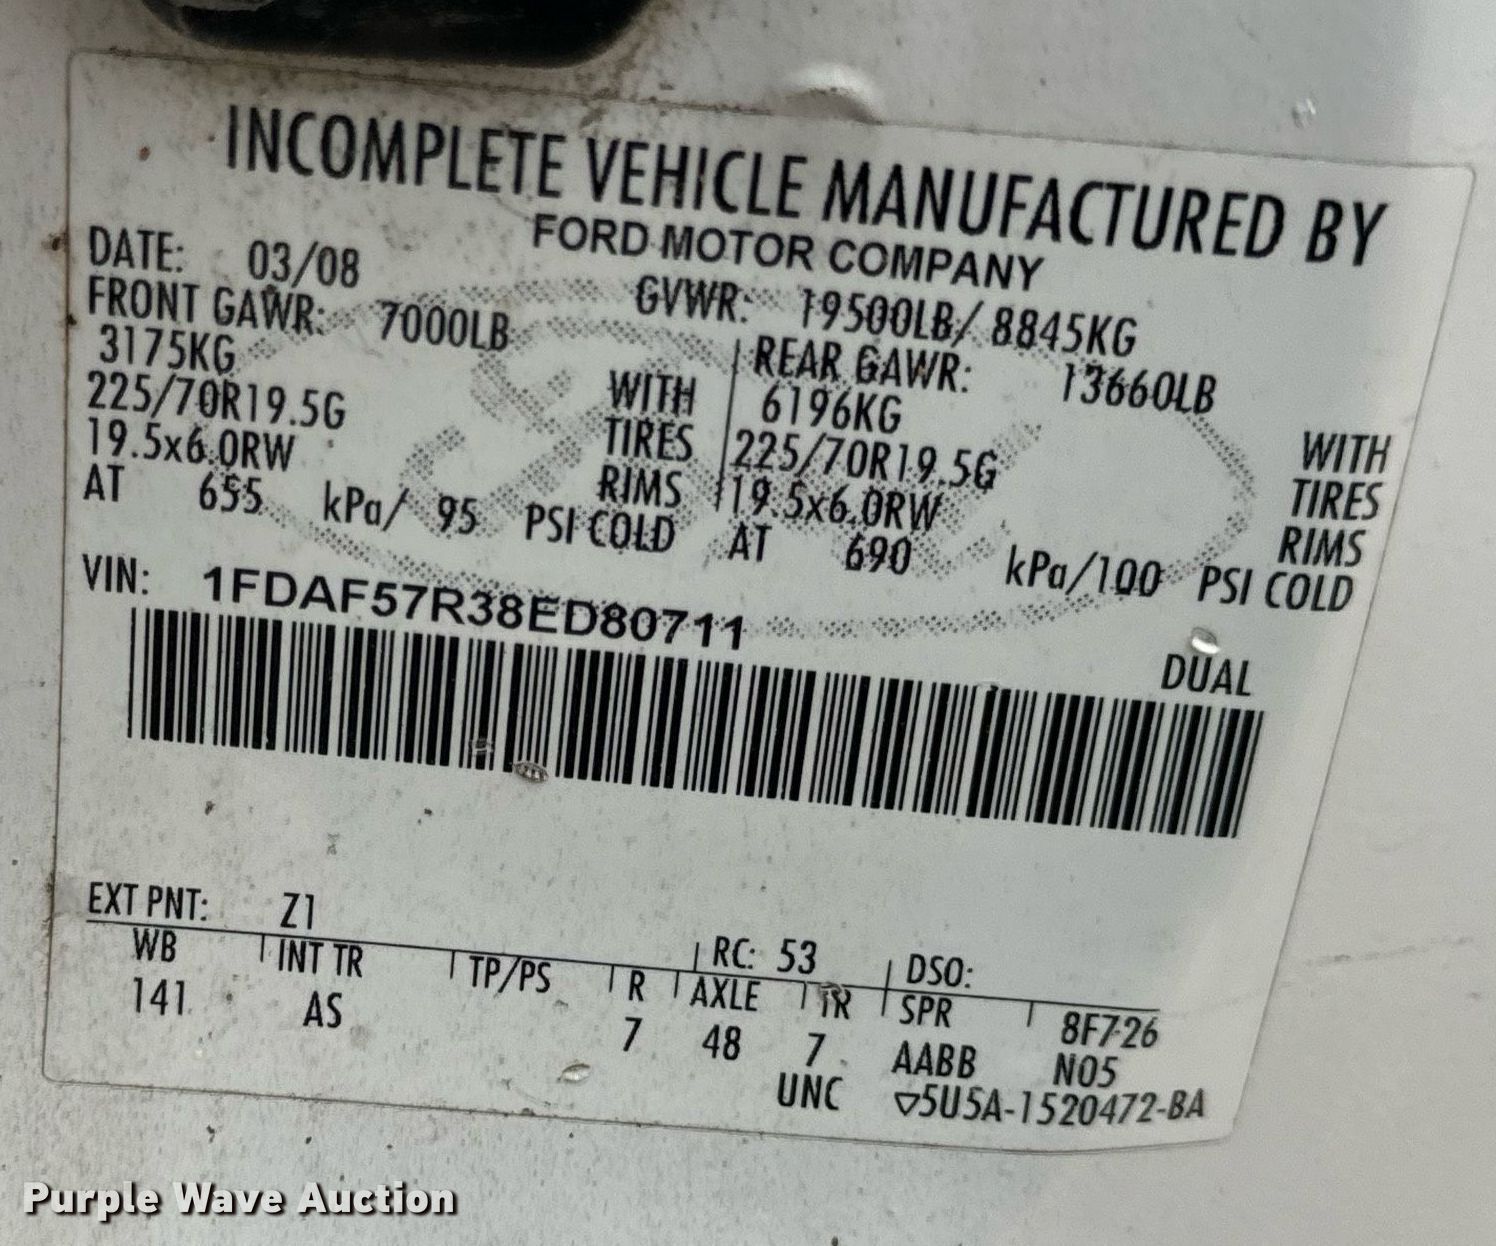 INCOMPLETE VEHICLE MANUFACTURED BY
FORD MOTOR COMPANY
DATE: 03/08 GVWR: 19500LB/ 8845KG
FRONT GAWR: 7000LB REAR GAWR: 13660LB
3175KG WITH 6196KG WITH
225/70R19.5G TIRES 225/70R19.5G TIRES
19.5x6.0RW RIMS 19.5x6.0RW RIMS
AT 655 kPa/ 95 PSI COLD AT 690 kPa/100 PSI COLD
VIN: 1FDAF57R38ED80711
DUAL
EXT PNT: Z1 RC: 53 DSO:
WB INT TR TP/PS R AXLE TR SPR 8F726
141 AS 7 48 7 AABB N05
UNC ▽5U5A-1520472-BA
Purple Wave Auction